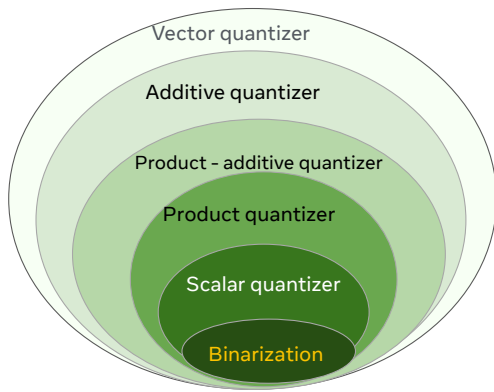 Vector quantizer
Additive quantizer
Product - additive quantizer
Product quantizer
Scalar quantizer
Binarization